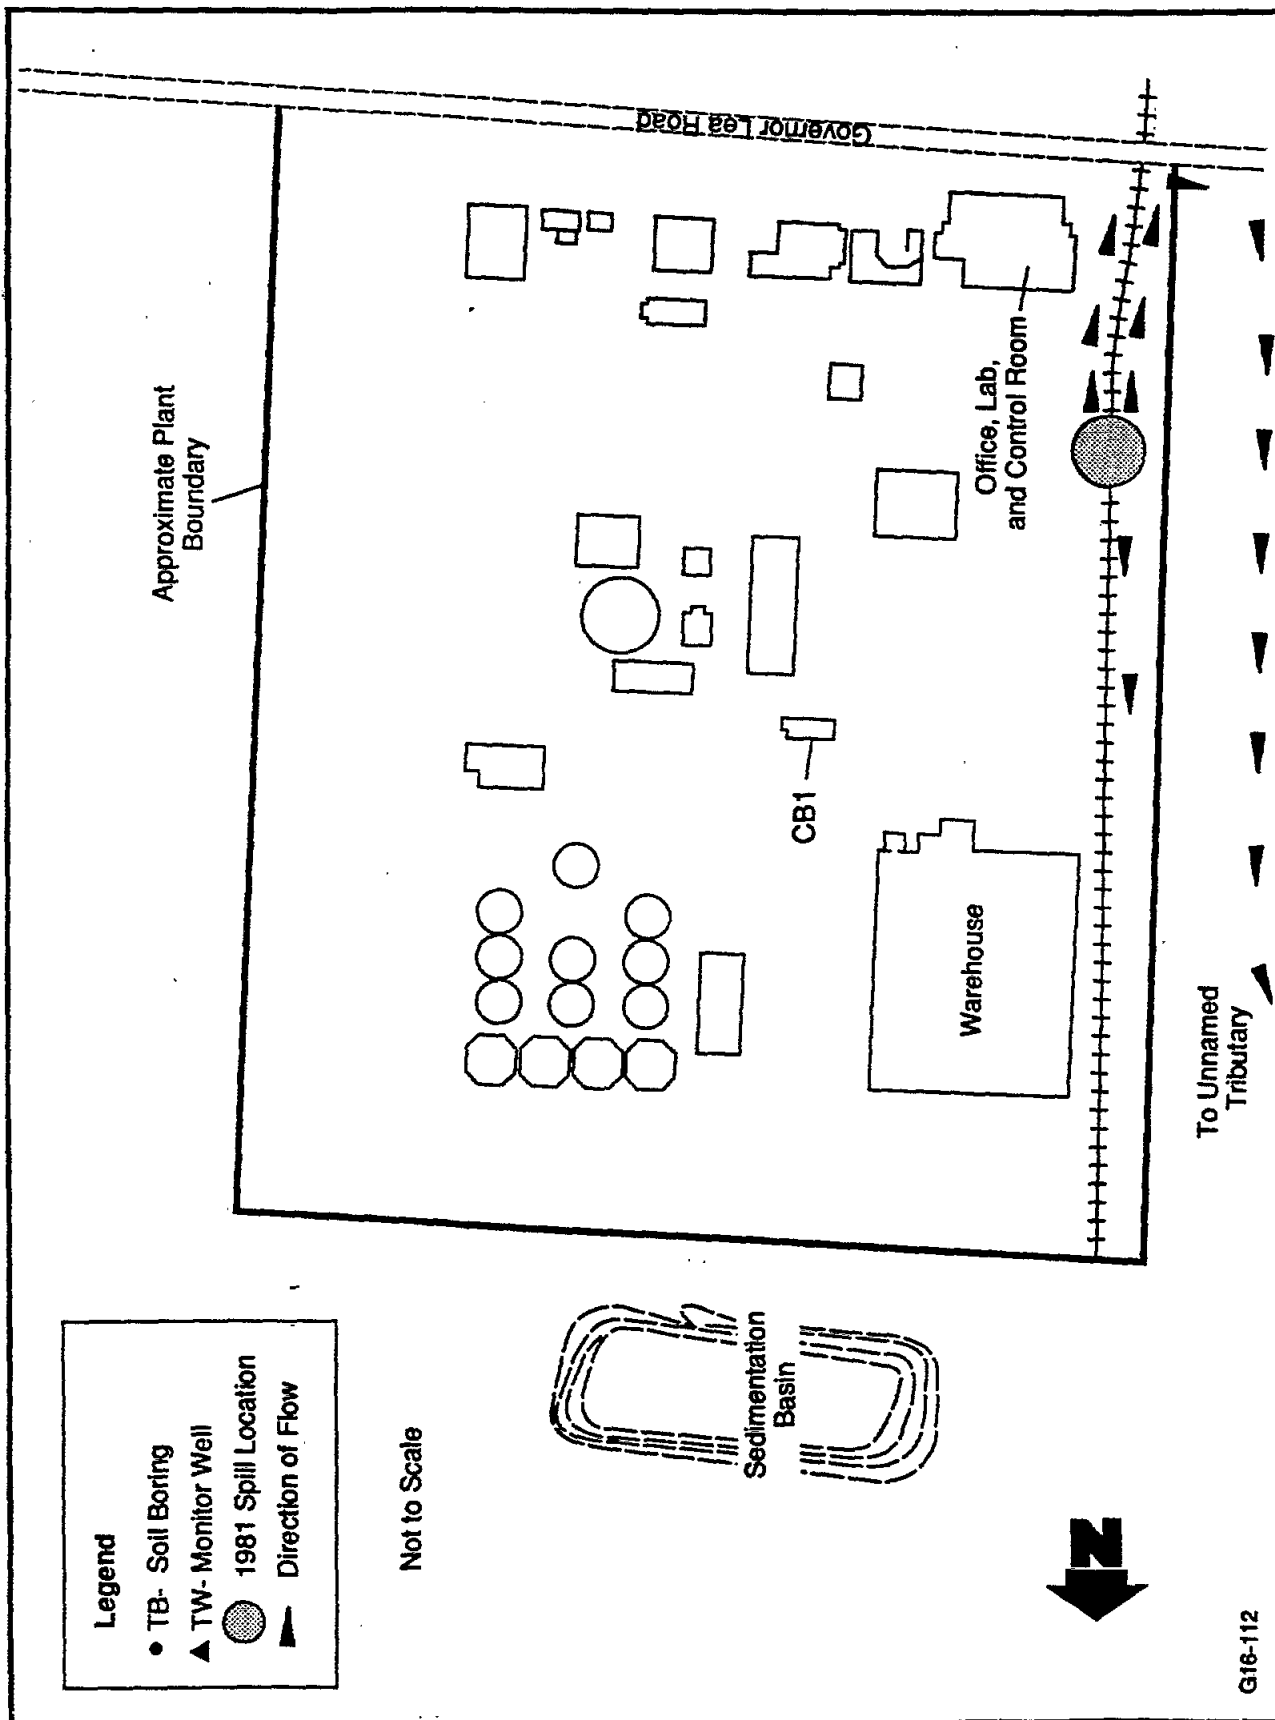 Legend
TB- Soil Boring
TW- Monitor Well
1981 Spill Location
Direction of Flow
Not to Scale
Approximate Plant
Boundary
Governor Lea Road
Office, Lab,
and Control Room
CB1
Warehouse
Sedimentation
Basin
To Unnamed
Tributary
N
G16-112